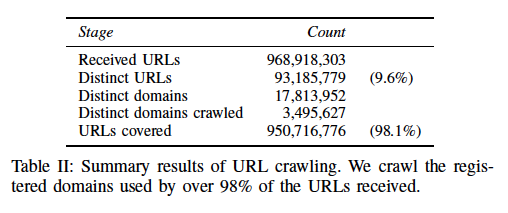 Stage Count
Received URLs 968,918,303
Distinct URLs 93,185,779 (9.6%)
Distinct domains 17,813,952
Distinct domains crawled 3,495,627
URLs covered 950,716,776 (98.1%)
Table II: Summary results of URL crawling. We crawl the regis-
tered domains used by over 98% of the URLs received.